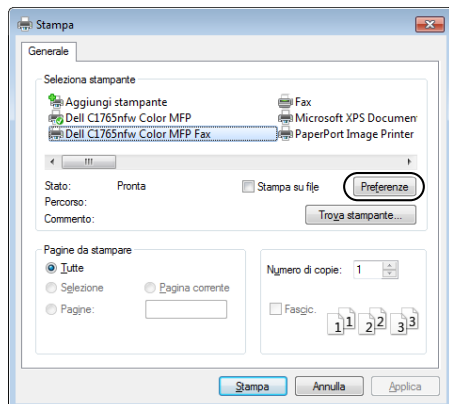 Stampa
Generale
Seleziona stampante
Aggiungi stampante
Fax
Dell C1765nfw Color MFP
Microsoft XPS Documen
Dell C1765nfw Color MFP Fax
PaperPort Image Printer
Stato: Pronta
Stampa su file
Preferenze
Percorso:
Commento:
Trova stampante...
Pagine da stampare
Tutte
Selezione
Pagina corrente
Pagine:
Numero di copie: 1
Fascic.
1 1 2 2 3 3
Stampa
Annulla
Applica